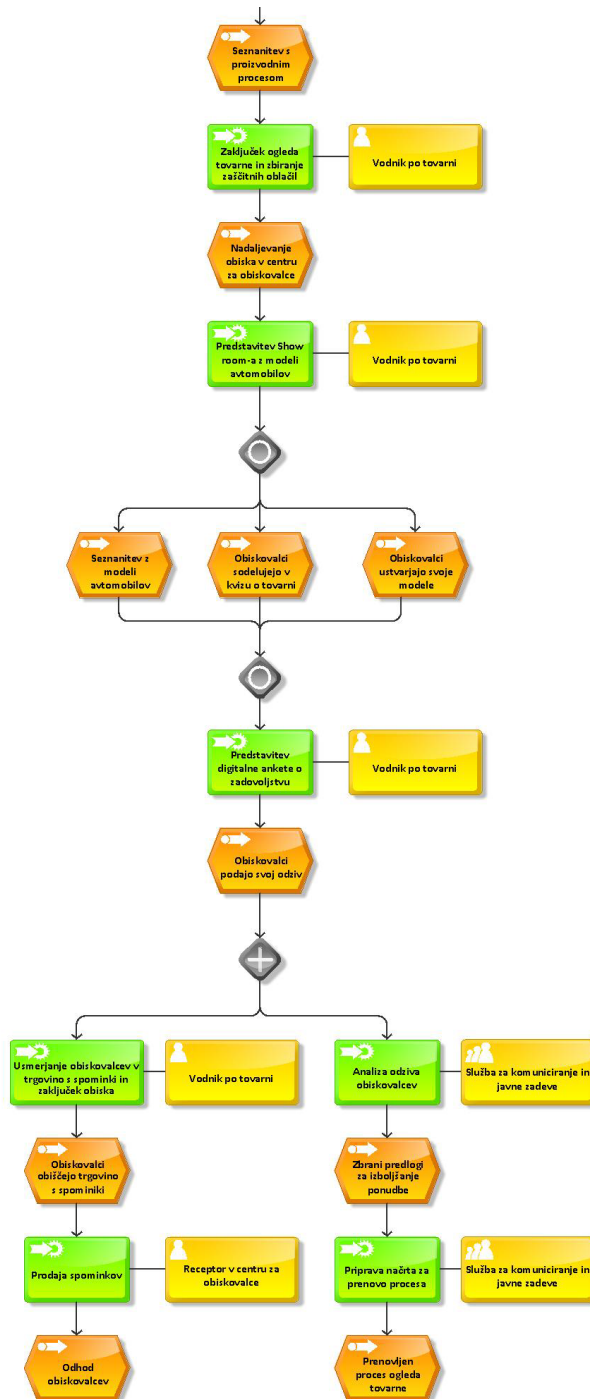 Seznanitev s
proizvodnim
procesom
Zaključek ogleda
tovarne in zbiranje
zaščitnih oblačil
Vodnik po tovarni
Nadaljevanje
obiska v centru
za obiskovalce
Predstavitev Show
room-a z modeli
avtomobilov
Vodnik po tovarni
Seznanitev z
modeli
avtomobilov
Obiskovalci
sodelujejo v
kvizu o tovarni
Obiskovalci
ustvarjajo svoje
modele
Predstavitev
digitalne ankete o
zadovoljstvu
Vodnik po tovarni
Obiskovalci
podajo svoj odziv
Usmerjanje obiskovalcev v
trgovino s spominki in
zaključek obiska
Vodnik po tovarni
Analiza odziva
obiskovalcev
Služba za komuniciranje in
javne zadeve
Obiskovalci
obiščejo trgovino
s spominiki
Zbrani predlogi
za izboljšanje
ponudbe
Prodaja spominkov
Receptor v centru za
obiskovalce
Priprava načrta za
prenovo procesa
Služba za komuniciranje in
javne zadeve
Odhod
obiskovalcev
Prenovljen
proces ogleda
tovarne